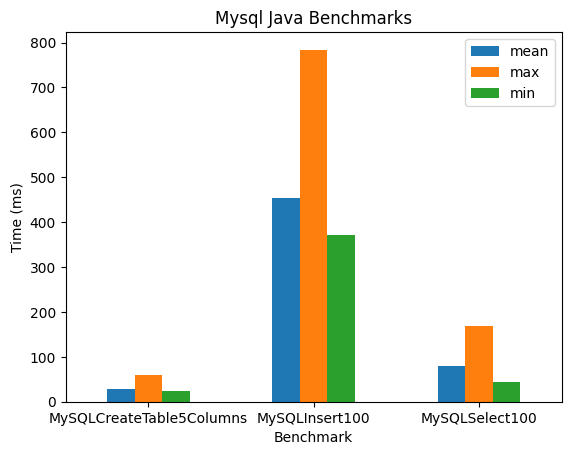 Mysql Java Benchmarks
mean
max
min
Time (ms)
800
700
600
500
400
300
200
100
0
MySQLCreateTable5Columns MySQLInsert100 MySQLSelect100
Benchmark